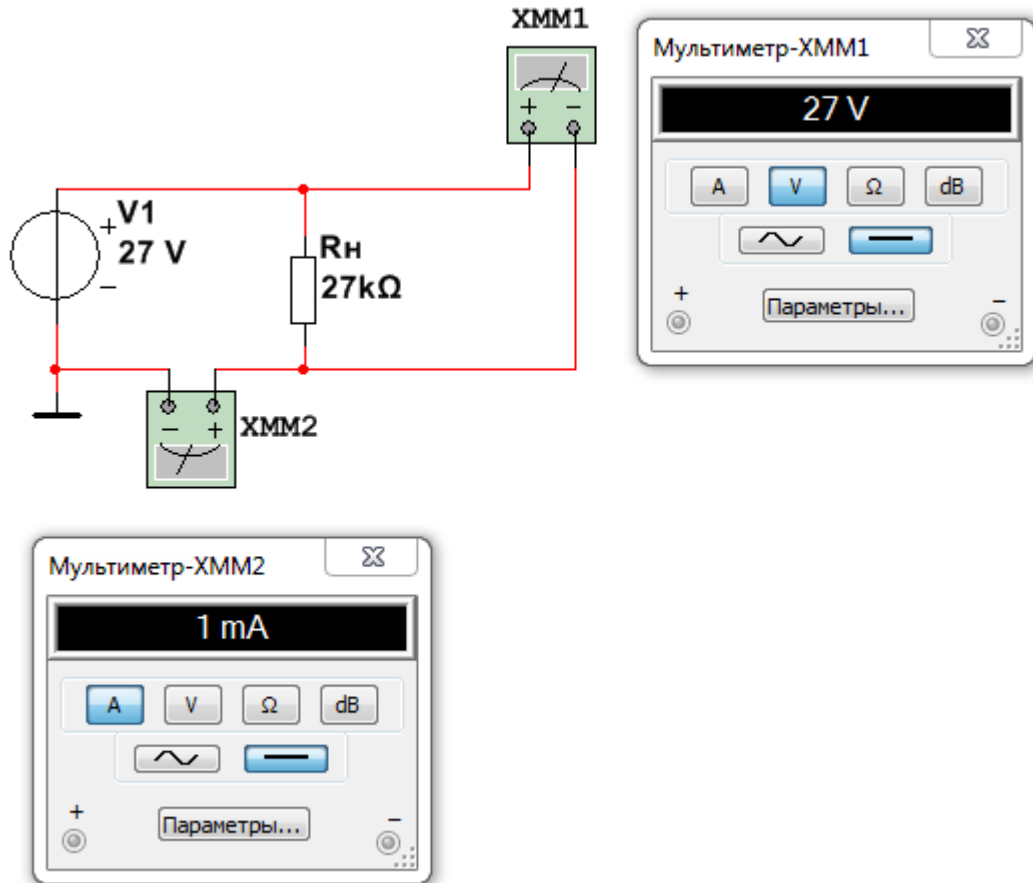 XMM1
+ −
Мультиметр-XMM1
27 V
A V Ω dB
+ −
Параметры...
V1
+
27 V
−
Rн
27kΩ
− +
XMM2
Мультиметр-XMM2
1 mA
A V Ω dB
+ −
Параметры...